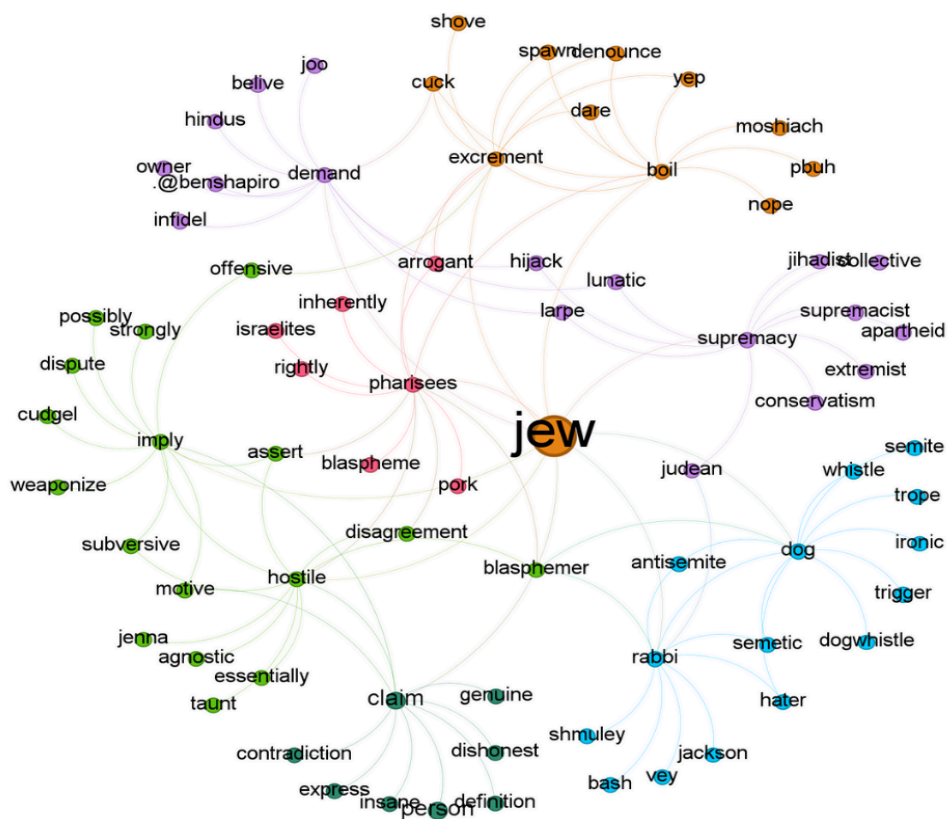 shove
spawn
denounce
joo
cuck
yep
belive
dare
hindus
moshiach
excrement
boil
pbuh
owner
demand
.@benshapiro
nope
infidel
offensive
arrogant
hijack
jihadist
collective
lunatic
inherently
possibly
larpe
supremacist
strongly
israelites
apartheid
supremacy
dispute
rightly
pharisees
extremist
conservatism
cudgel
jew
imply
assert
semite
blaspheme
judean
whistle
weaponize
pork
trope
disagreement
subversive
dog
ironic
blasphemer
antisemite
hostile
motive
trigger
jenna
semetic
dogwhistle
agnostic
rabbi
essentially
claim
genuine
hater
taunt
shmuley
contradiction
dishonest
jackson
vey
bash
express
insane
person
definition